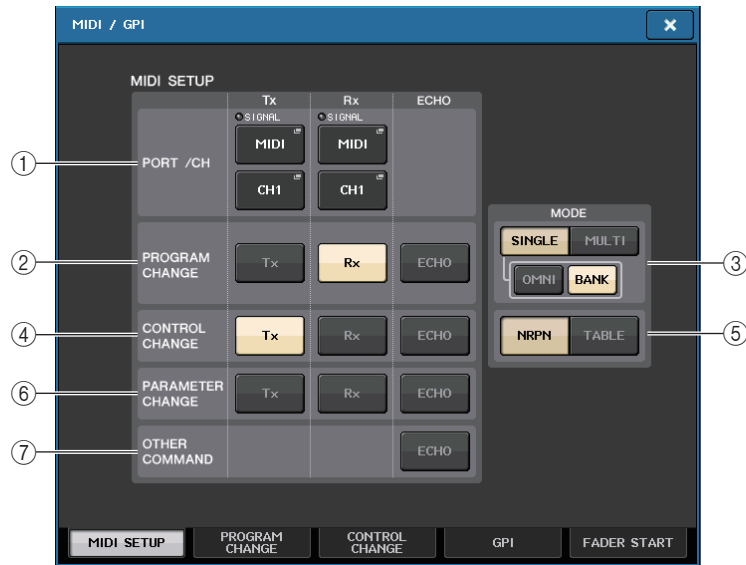 MIDI / GPI
MIDI SETUP
Tx Rx ECHO
SIGNAL SIGNAL
① PORT /CH MIDI MIDI
CH1 CH1
MODE
SINGLE MULTI
② PROGRAM CHANGE Tx Rx ECHO
OMNI BANK ③
④ CONTROL CHANGE Tx Rx ECHO
NRPN TABLE ⑤
⑥ PARAMETER CHANGE Tx Rx ECHO
⑦ OTHER COMMAND ECHO
MIDI SETUP PROGRAM CHANGE CONTROL CHANGE GPI FADER START